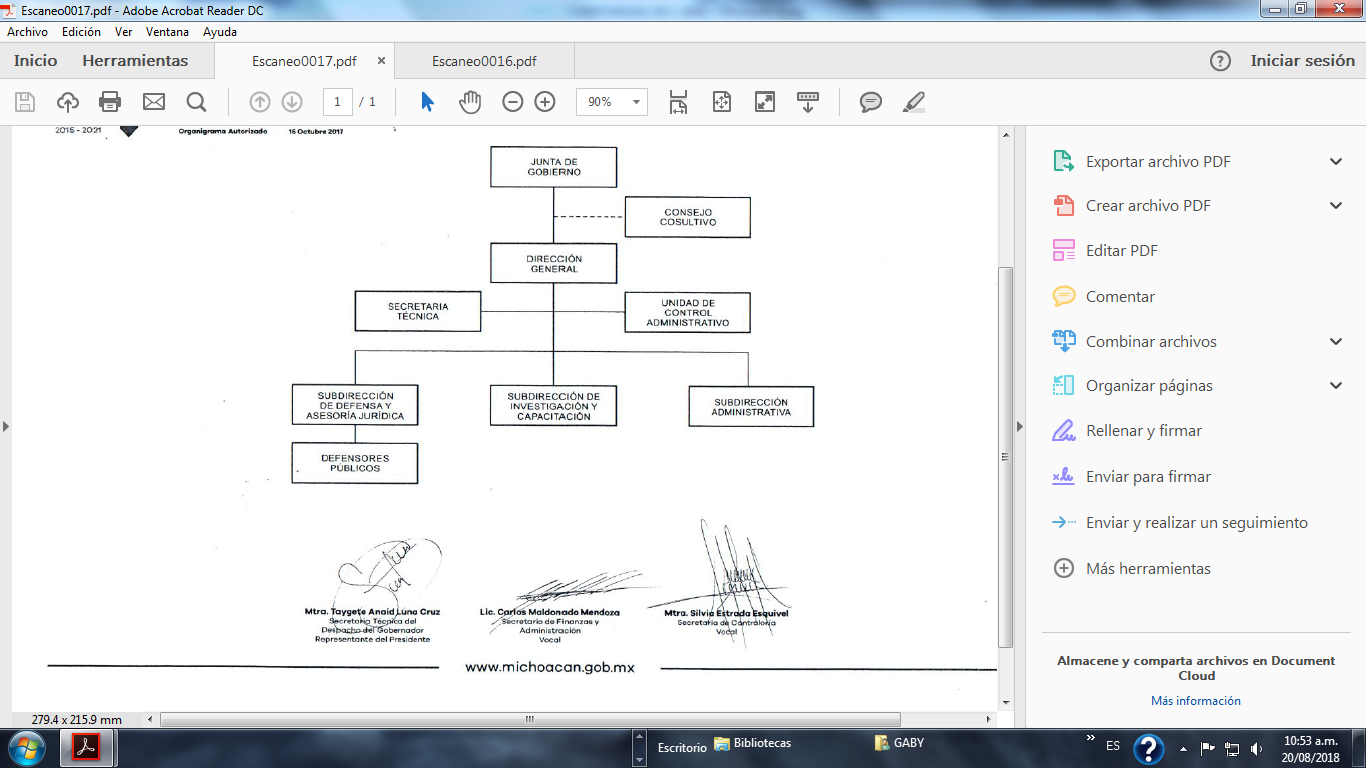 Escaneo0017.pdf - Adobe Acrobat Reader DC
Archivo Edición Ver Ventana Ayuda
Inicio Herramientas Escaneo0017.pdf × Escaneo0016.pdf ? Iniciar sesión
1 / 1 90%
2015 - 2021 Organigrama Autorizado 16 Octubre 2017
JUNTA DE
GOBIERNO
CONSEJO
COSULTIVO
DIRECCIÓN
GENERAL
SECRETARIA
TÉCNICA
UNIDAD DE
CONTROL
ADMINISTRATIVO
SUBDIRECCIÓN
DE DEFENSA Y
ASESORÍA JURÍDICA
SUBDIRECCIÓN DE
INVESTIGACIÓN Y
CAPACITACIÓN
SUBDIRECCIÓN
ADMINISTRATIVA
DEFENSORES
PÚBLICOS
Mtra. Taygete Anaid Luna Cruz
Secretaria Técnica del
Despacho del Gobernador
Representante del Presidente
Lic. Carlos Maldonado Mendoza
Secretario de Finanzas y
Administración
Vocal
Mtra. Silvia Estrada Esquivel
Secretaria de Contraloría
Vocal
www.michoacan.gob.mx
279.4 x 215.9 mm
Exportar archivo PDF
Crear archivo PDF
Editar PDF
Comentar
Combinar archivos
Organizar páginas
Rellenar y firmar
Enviar para firmar
Enviar y realizar un seguimiento
Más herramientas
Almacene y comparta archivos en Document
Cloud
Más información
Escritorio Bibliotecas GABY » ES ? 10:53 a.m.
20/08/2018